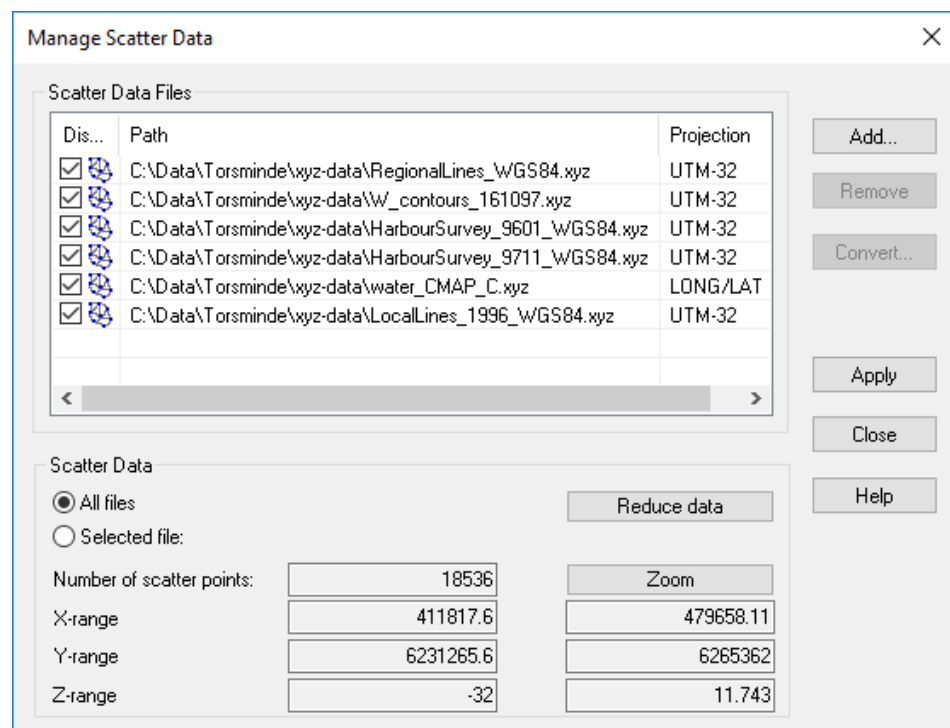 Manage Scatter Data
Scatter Data Files
Dis... Path Projection
C:\Data\Torsminde\xyz-data\RegionalLines_WGS84.xyz UTM-32
C:\Data\Torsminde\xyz-data\W_contours_161097.xyz UTM-32
C:\Data\Torsminde\xyz-data\HarbourSurvey_9601_WGS84.xyz UTM-32
C:\Data\Torsminde\xyz-data\HarbourSurvey_9711_WGS84.xyz UTM-32
C:\Data\Torsminde\xyz-data\water_CMAP_C.xyz LONG/LAT
C:\Data\Torsminde\xyz-data\LocalLines_1996_WGS84.xyz UTM-32
Add...
Remove
Convert...
Apply
Close
Help
Scatter Data
All files
Reduce data
Selected file:
Number of scatter points: 18536 Zoom
X-range 411817.6 479658.11
Y-range 6231265.6 6265362
Z-range -32 11.743